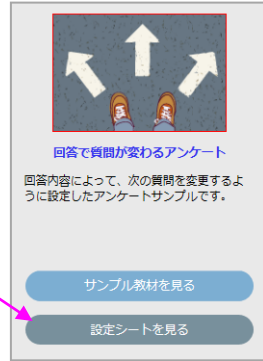 回答で質問が変わるアンケート
回答内容によって、次の質問を変更するよ
うに設定したアンケートサンプルです。
サンプル教材を見る
設定シートを見る